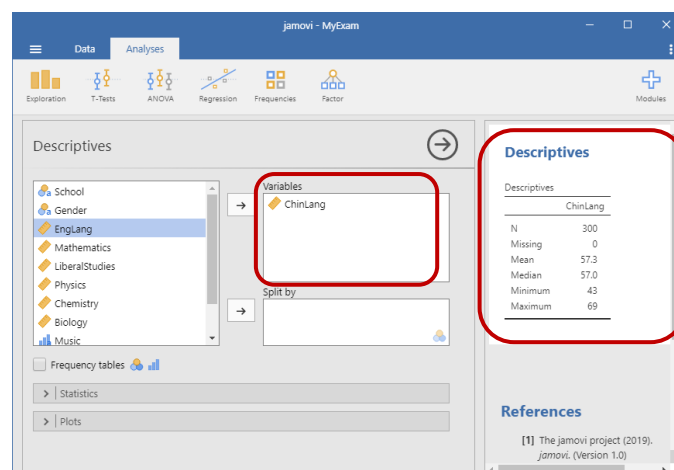 jamovi - MyExam
Data Analyses
Exploration T-Tests ANOVA Regression Frequencies Factor Modules
Descriptives
School
Gender
EngLang
Mathematics
LiberalStudies
Physics
Chemistry
Biology
Music
Variables
ChinLang
Split by
Frequency tables
Statistics
Plots
Descriptives
Descriptives
ChinLang
N 300
Missing 0
Mean 57.3
Median 57.0
Minimum 43
Maximum 69
References
[1] The jamovi project (2019).
jamovi. (Version 1.0)